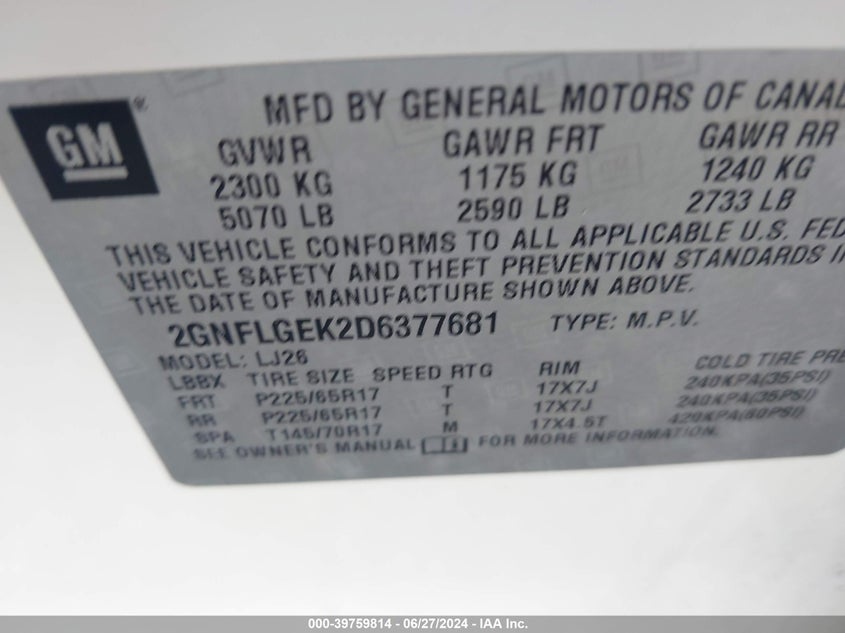 GM®
MFD BY GENERAL MOTORS OF CANAD
GVWR GAWR FRT GAWR RR
2300 KG 1175 KG 1240 KG
5070 LB 2590 LB 2733 LB
THIS VEHICLE CONFORMS TO ALL APPLICABLE U.S. FED
VEHICLE SAFETY AND THEFT PREVENTION STANDARDS I
THE DATE OF MANUFACTURE SHOWN ABOVE.
2GNFLGEK2D6377681 TYPE: M.P.V.
MODEL: LJ26
LBBX TIRE SIZE SPEED RTG RIM COLD TIRE PRE
FRT P225/65R17 T 17X7J 240KPA(35PSI)
RR P225/65R17 T 17X7J 240KPA(35PSI)
SPA T145/70R17 M 17X4.5T 420KPA(60PSI)
SEE OWNER'S MANUAL FOR MORE INFORMATION.
000-39759814 - 06/27/2024 - IAA Inc.